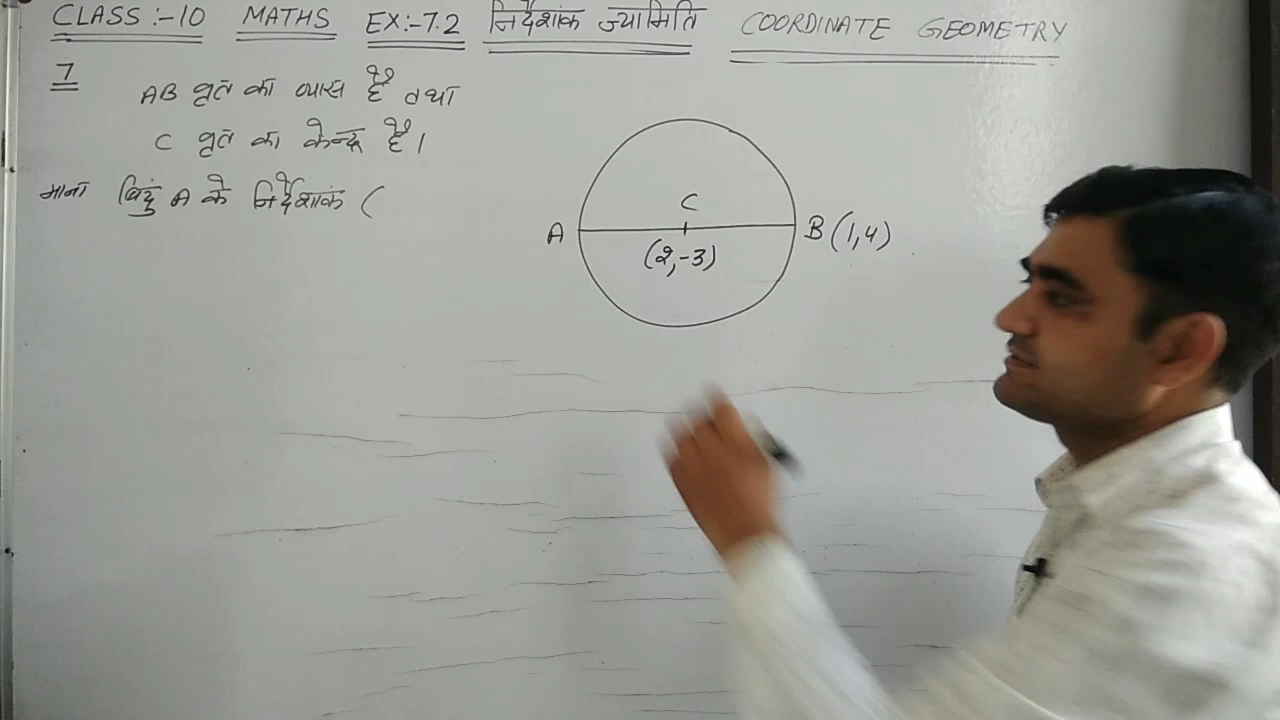 CLASS :-10 MATHS EX:-7.2 निर्देशांक ज्यामिति COORDINATE GEOMETRY
7 AB वृत का व्यास है तथा
C वृत का केन्द्र है।
माना बिंदु A के निर्देशांक (
C
A B (1,4)
(2,-3)